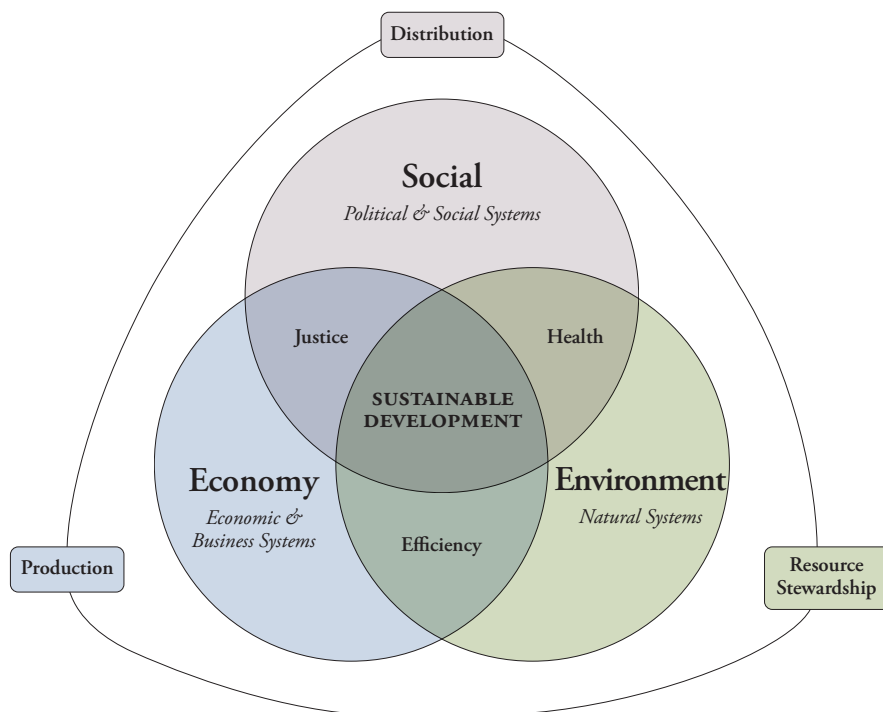 Distribution
Social
Political & Social Systems
Justice
Health
SUSTAINABLE
DEVELOPMENT
Economy
Economic &
Business Systems
Environment
Natural Systems
Efficiency
Production
Resource
Stewardship